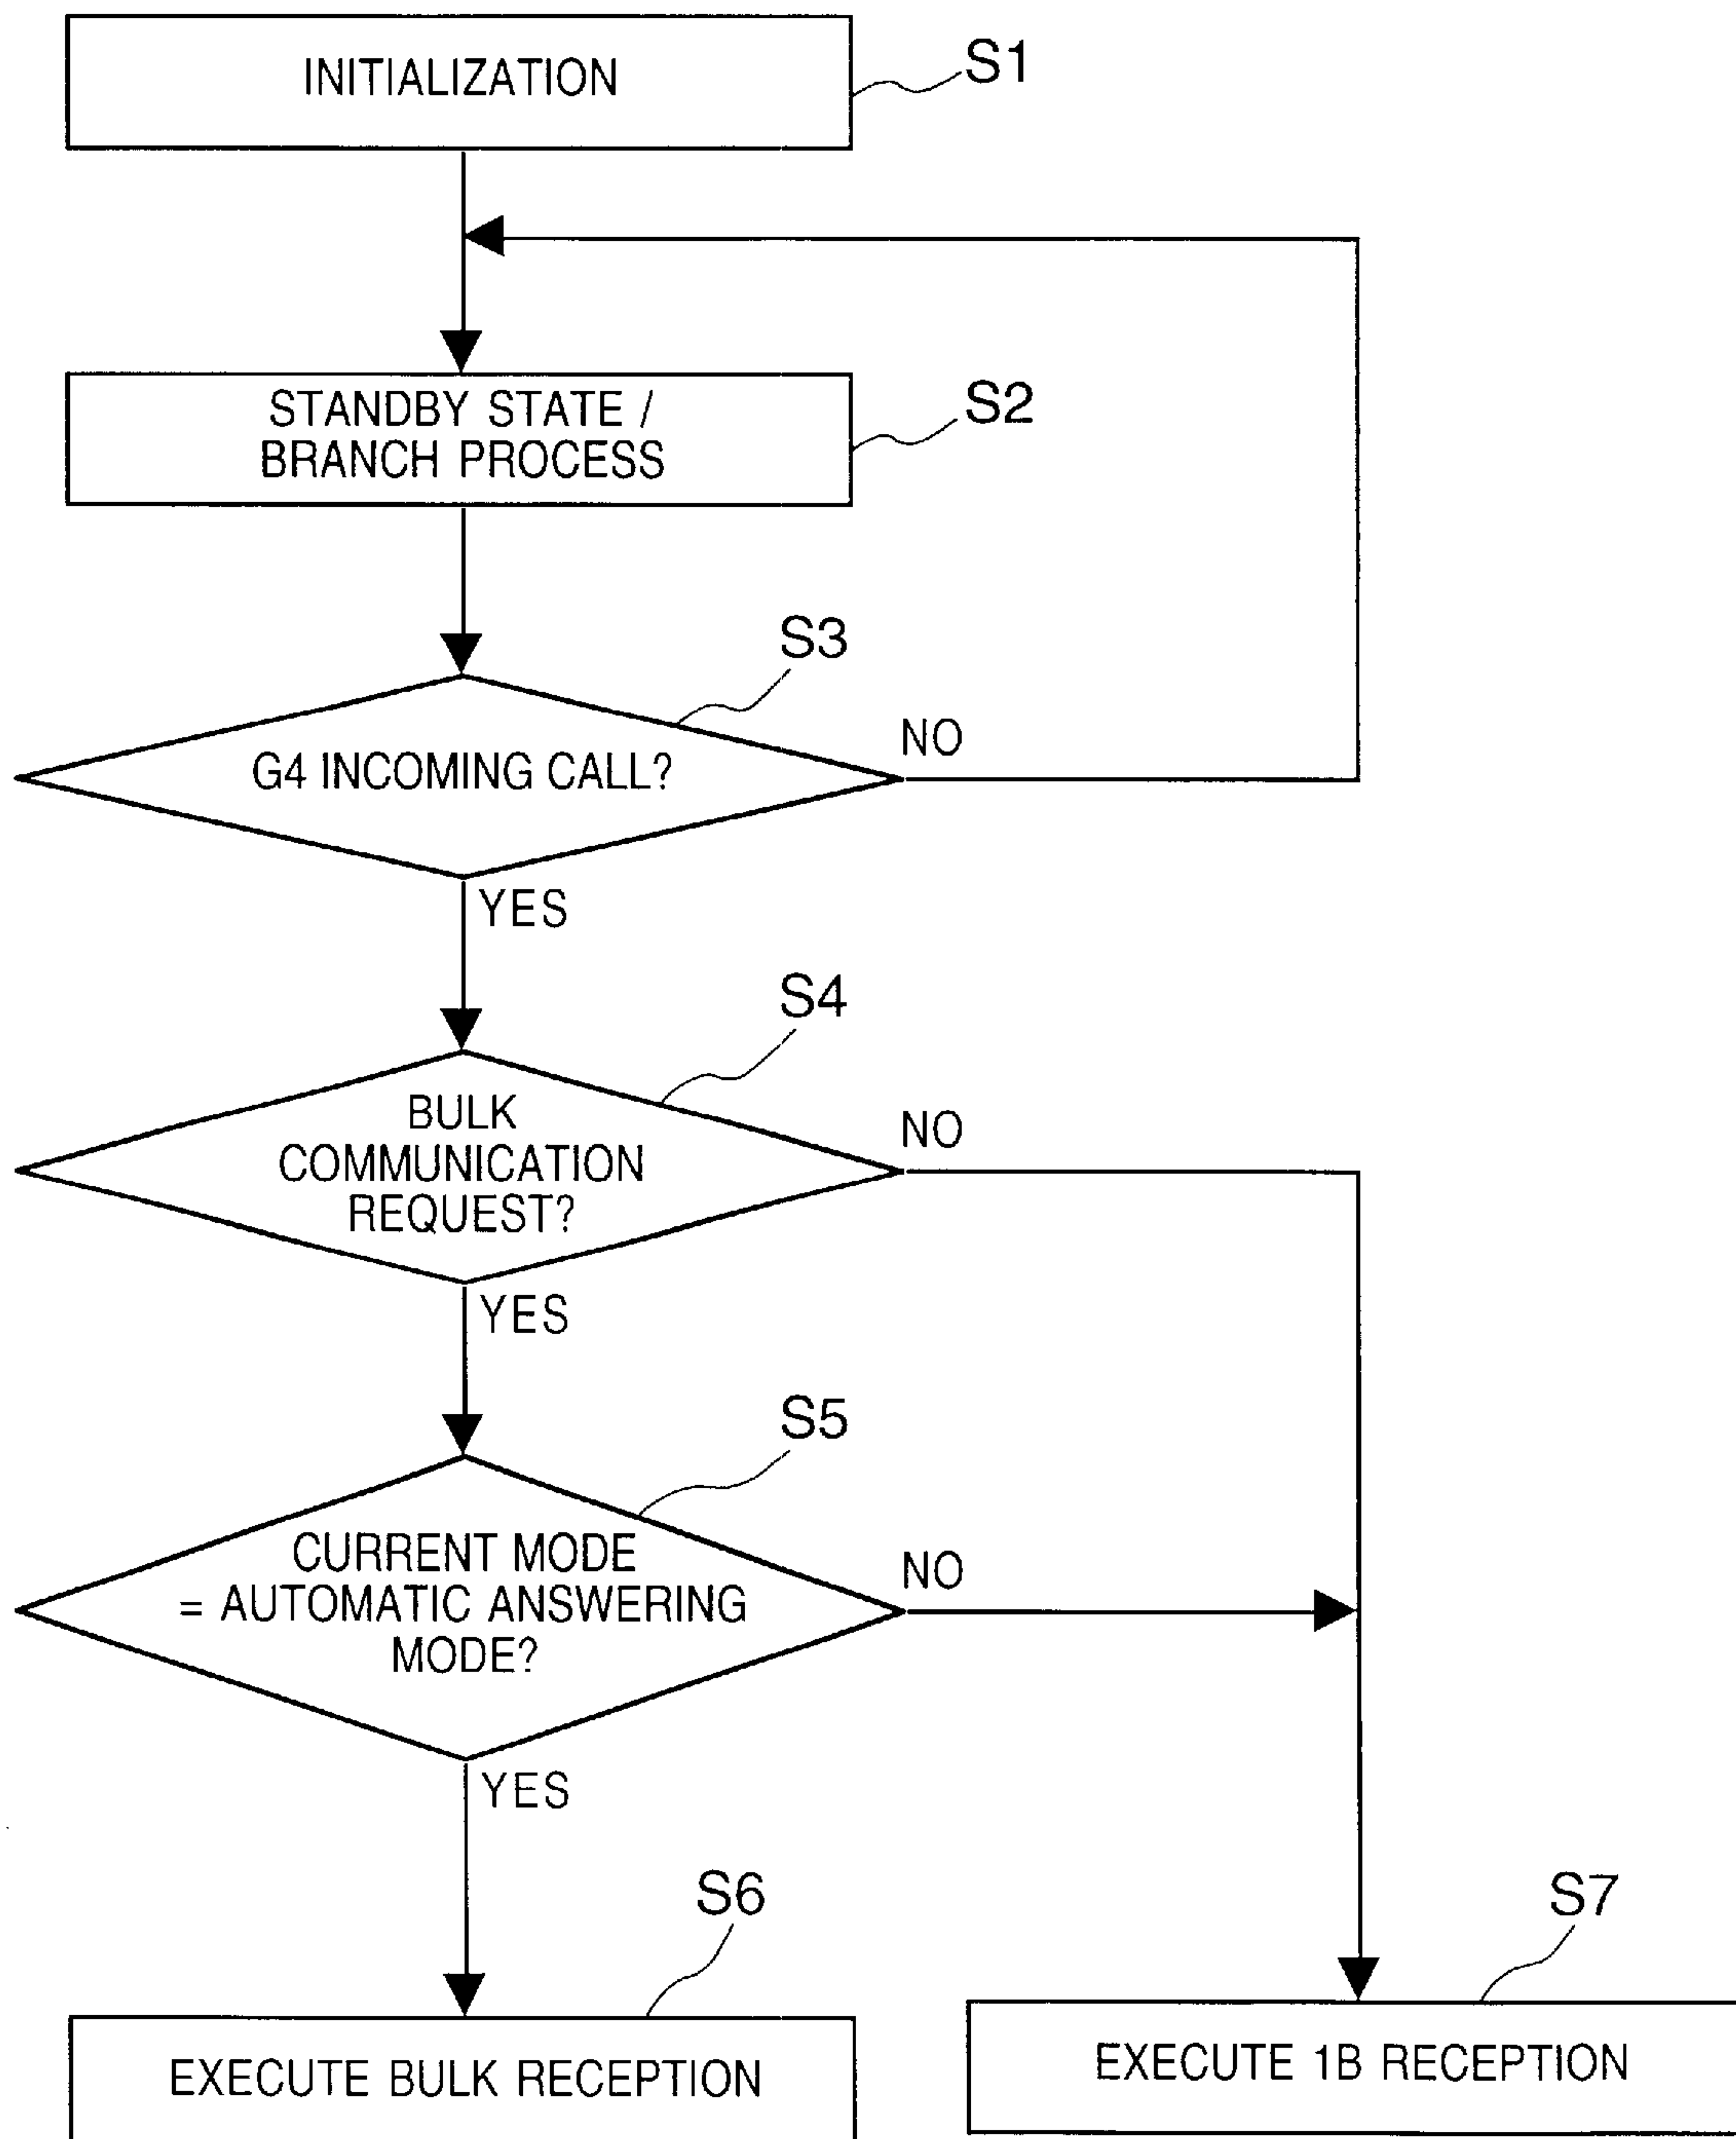 INITIALIZATION
S1
STANDBY STATE /
BRANCH PROCESS
S2
S3
G4 INCOMING CALL?
NO
YES
S4
BULK
COMMUNICATION
REQUEST?
NO
YES
S5
CURRENT MODE
= AUTOMATIC ANSWERING
MODE?
NO
YES
S6
EXECUTE BULK RECEPTION
S7
EXECUTE 1B RECEPTION